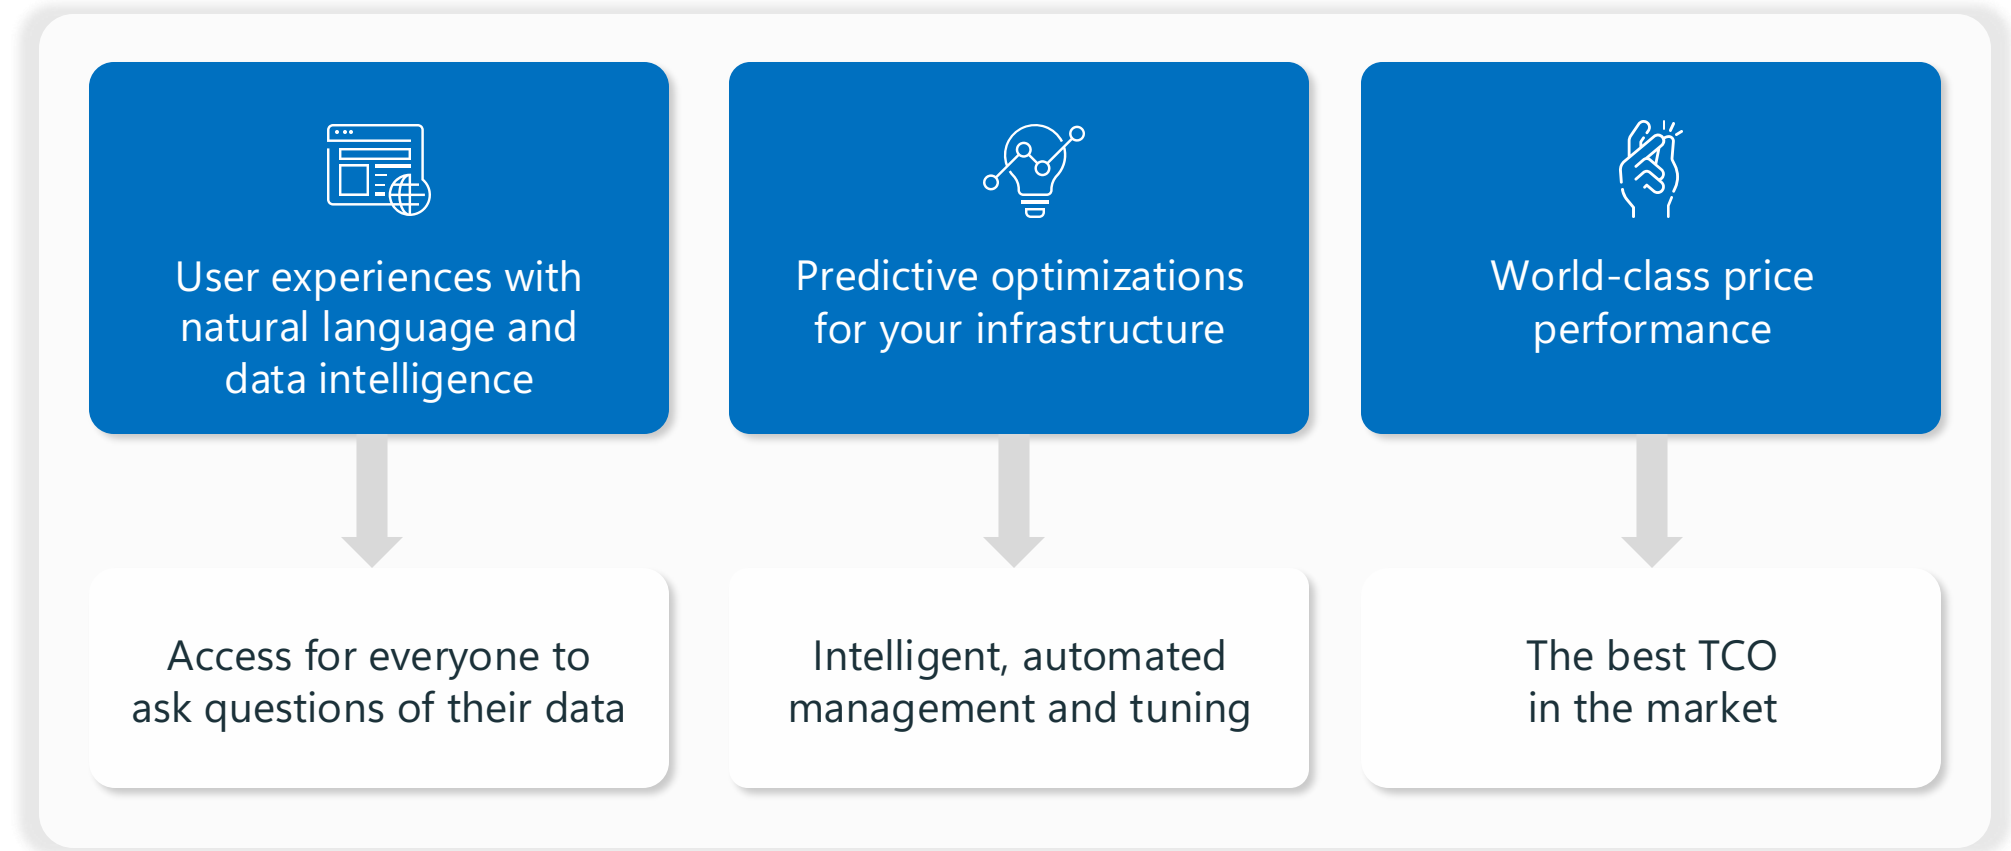 User experiences with
natural language and
data intelligence
Predictive optimizations
for your infrastructure
World-class price
performance
Access for everyone to
ask questions of their data
Intelligent, automated
management and tuning
The best TCO
in the market